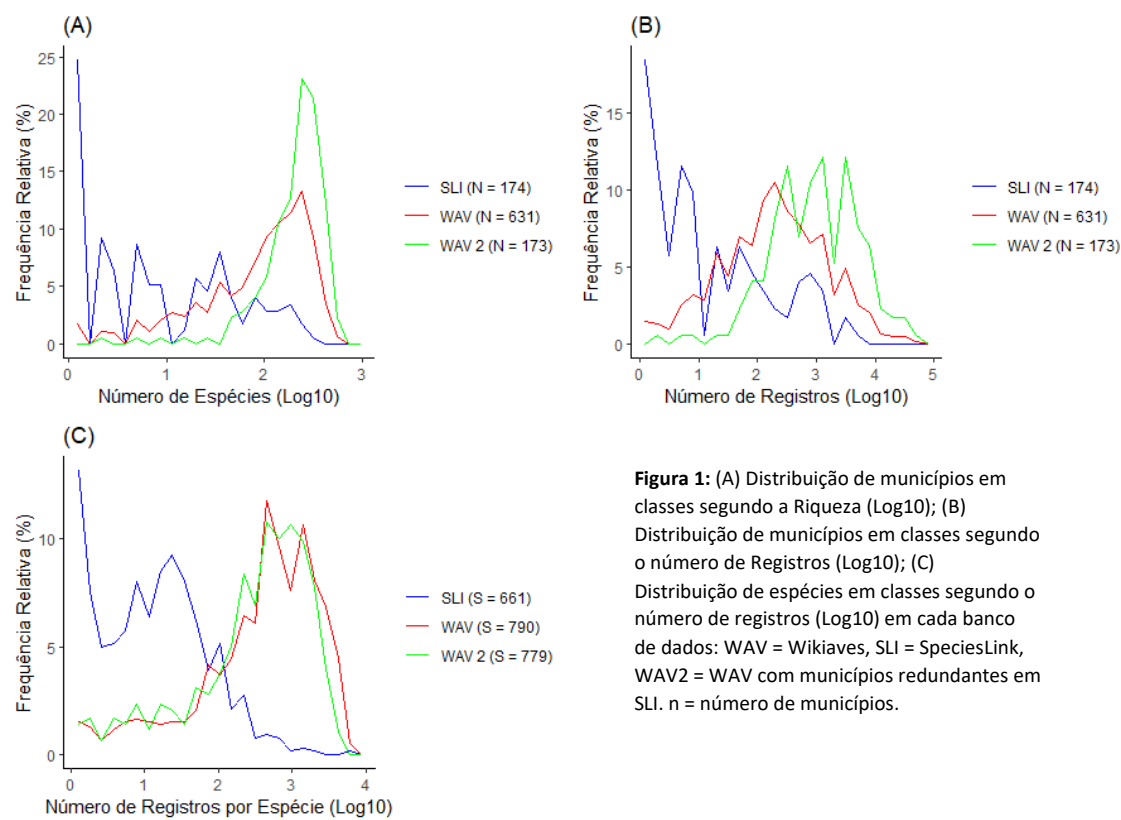 (A)
25
20
15
10
5
0
Frequência Relativa (%)
0 1 2 3
Número de Espécies (Log10)
SLI (N = 174)
WAV (N = 631)
WAV 2 (N = 173)
(B)
15
10
5
0
Frequência Relativa (%)
0 1 2 3 4 5
Número de Registros (Log10)
SLI (N = 174)
WAV (N = 631)
WAV 2 (N = 173)
(C)
10
5
0
Frequência Relativa (%)
0 1 2 3 4
Número de Registros por Espécie (Log10)
SLI (S = 661)
WAV (S = 790)
WAV 2 (S = 779)
Figura 1: (A) Distribuição de municípios em
classes segundo a Riqueza (Log10); (B)
Distribuição de municípios em classes segundo
o número de Registros (Log10); (C)
Distribuição de espécies em classes segundo o
número de registros (Log10) em cada banco
de dados: WAV = Wikiaves, SLI = SpeciesLink,
WAV2 = WAV com municípios redundantes em
SLI. n = número de municípios.